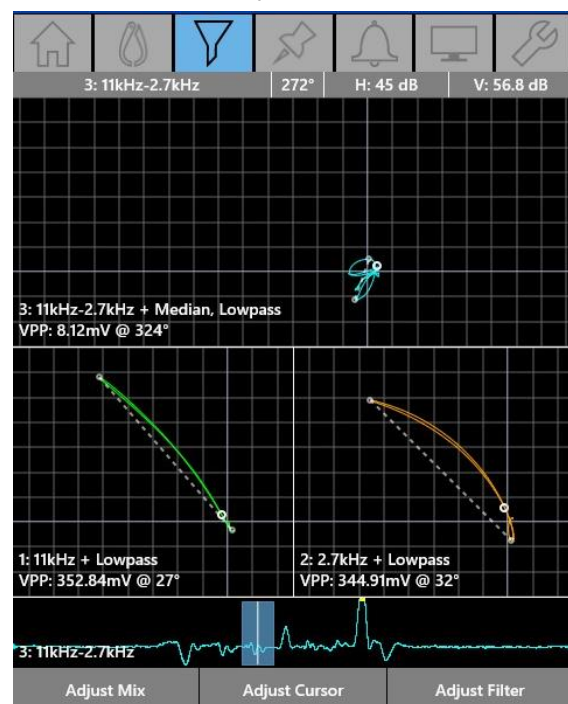 3: 11kHz-2.7kHz 272° H: 45 dB V: 56.8 dB
3: 11kHz-2.7kHz + Median, Lowpass
VPP: 8.12mV @ 324°
1: 11kHz + Lowpass
VPP: 352.84mV @ 27°
2: 2.7kHz + Lowpass
VPP: 344.91mV @ 32°
3: 11kHz-2.7kHz
Adjust Mix Adjust Cursor Adjust Filter